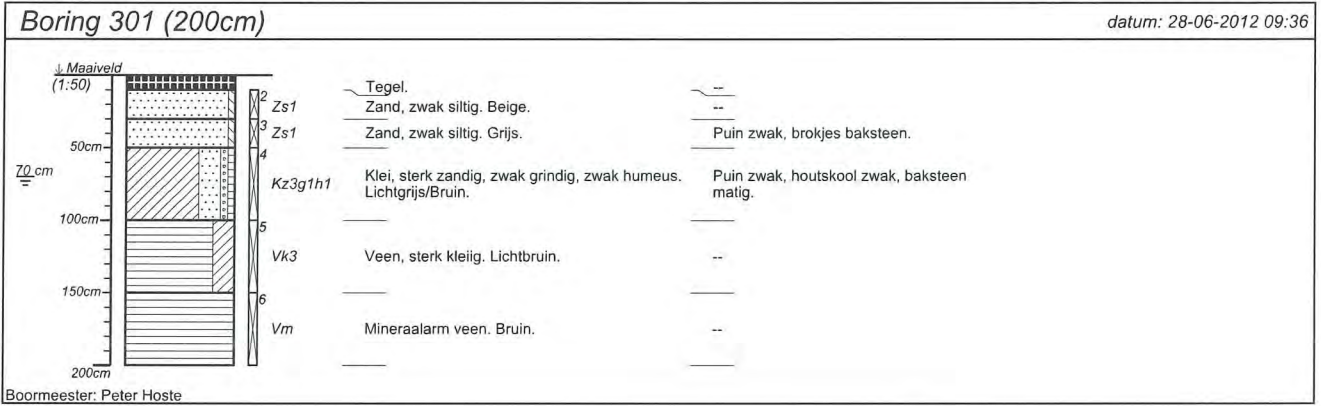 Boring 301 (200cm)
datum: 28-06-2012 09:36
↓ Maaiveld
(1:50)
Tegel.
--
2
Zs1
Zand, zwak siltig. Beige.
--
3
Zs1
Zand, zwak siltig. Grijs.
Puin zwak, brokjes baksteen.
50cm
4
70 cm
Kz3g1h1
Klei, sterk zandig, zwak grindig, zwak humeus.
Lichtgrijs/Bruin.
Puin zwak, houtskool zwak, baksteen
matig.
100cm
5
Vk3
Veen, sterk kleiig. Lichtbruin.
--
150cm
6
Vm
Mineraalarm veen. Bruin.
--
200cm
Boormeester: Peter Hoste